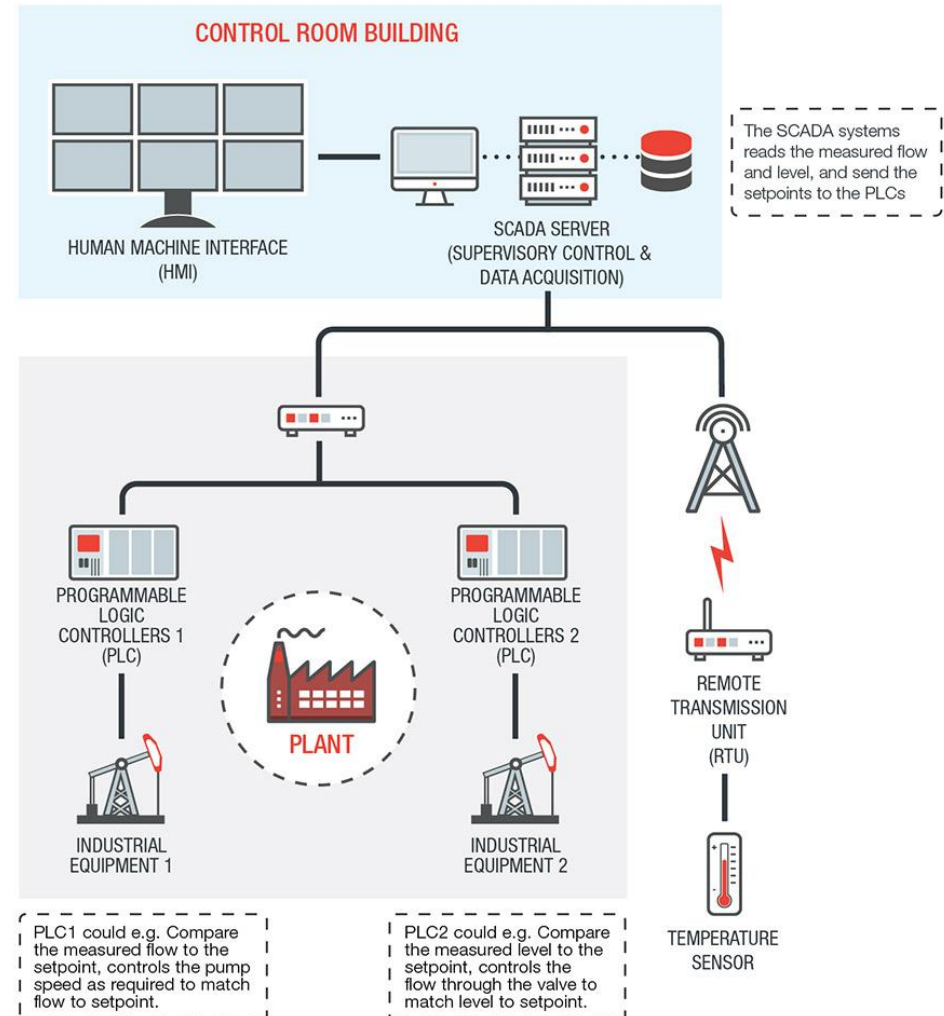 CONTROL ROOM BUILDING
HUMAN MACHINE INTERFACE
(HMI)
SCADA SERVER
(SUPERVISORY CONTROL &
DATA ACQUISITION)
The SCADA systems
reads the measured flow
and level, and send the
setpoints to the PLCs
PROGRAMMABLE
LOGIC
CONTROLLERS 1
(PLC)
PROGRAMMABLE
LOGIC
CONTROLLERS 2
(PLC)
PLANT
REMOTE
TRANSMISSION
UNIT
(RTU)
INDUSTRIAL
EQUIPMENT 1
INDUSTRIAL
EQUIPMENT 2
TEMPERATURE
SENSOR
PLC1 could e.g. Compare
the measured flow to the
setpoint, controls the pump
speed as required to match
flow to setpoint.
PLC2 could e.g. Compare
the measured level to the
setpoint, controls the
flow through the valve to
match level to setpoint.